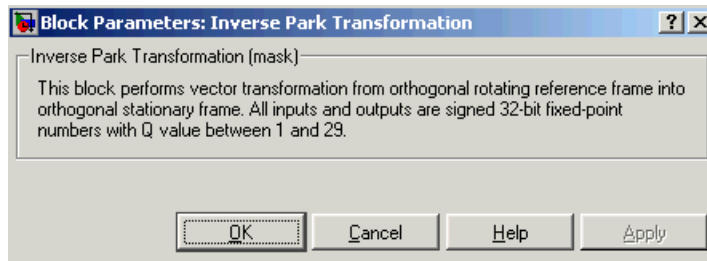 Block Parameters: Inverse Park Transformation
Inverse Park Transformation (mask)
This block performs vector transformation from orthogonal rotating reference frame into
orthogonal stationary frame. All inputs and outputs are signed 32-bit fixed-point
numbers with Q value between 1 and 29.
OK Cancel Help Apply